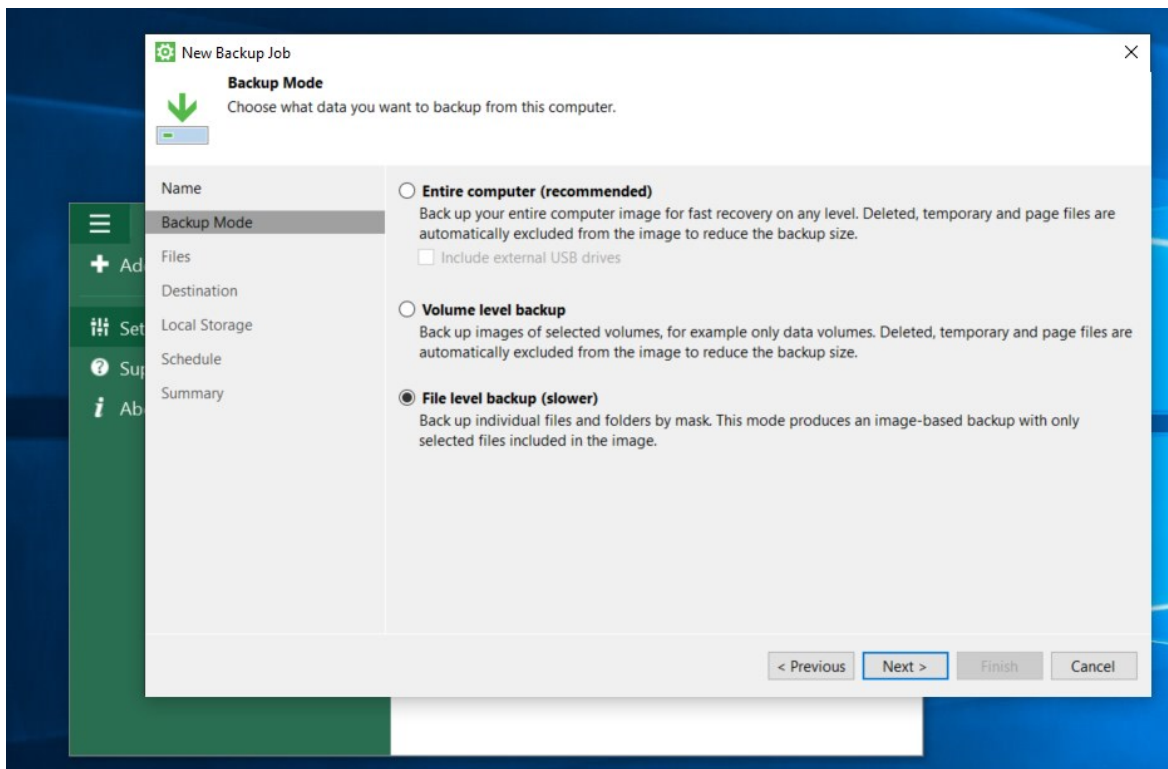 New Backup Job
Backup Mode
Choose what data you want to backup from this computer.
Name
Backup Mode
Files
Destination
Local Storage
Schedule
Summary
Entire computer (recommended)
Back up your entire computer image for fast recovery on any level. Deleted, temporary and page files are
automatically excluded from the image to reduce the backup size.
Include external USB drives
Volume level backup
Back up images of selected volumes, for example only data volumes. Deleted, temporary and page files are
automatically excluded from the image to reduce the backup size.
File level backup (slower)
Back up individual files and folders by mask. This mode produces an image-based backup with only
selected files included in the image.
Ad
Set
Sup
Ab
< Previous
Next >
Finish
Cancel